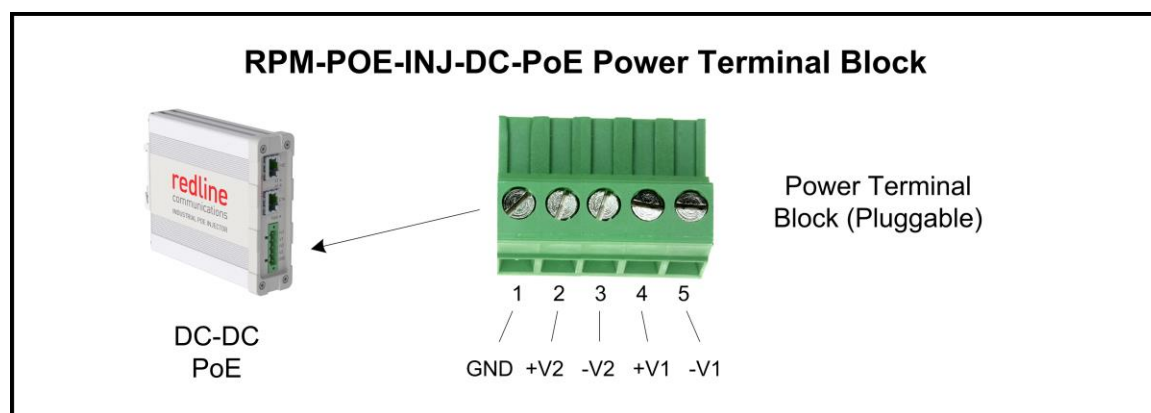 RPM-POE-INJ-DC-PoE Power Terminal Block
redline
communications
INDUSTRIAL POE INJECTOR
DC-DC
PoE
1 2 3 4 5
GND +V2 -V2 +V1 -V1
Power Terminal
Block (Pluggable)